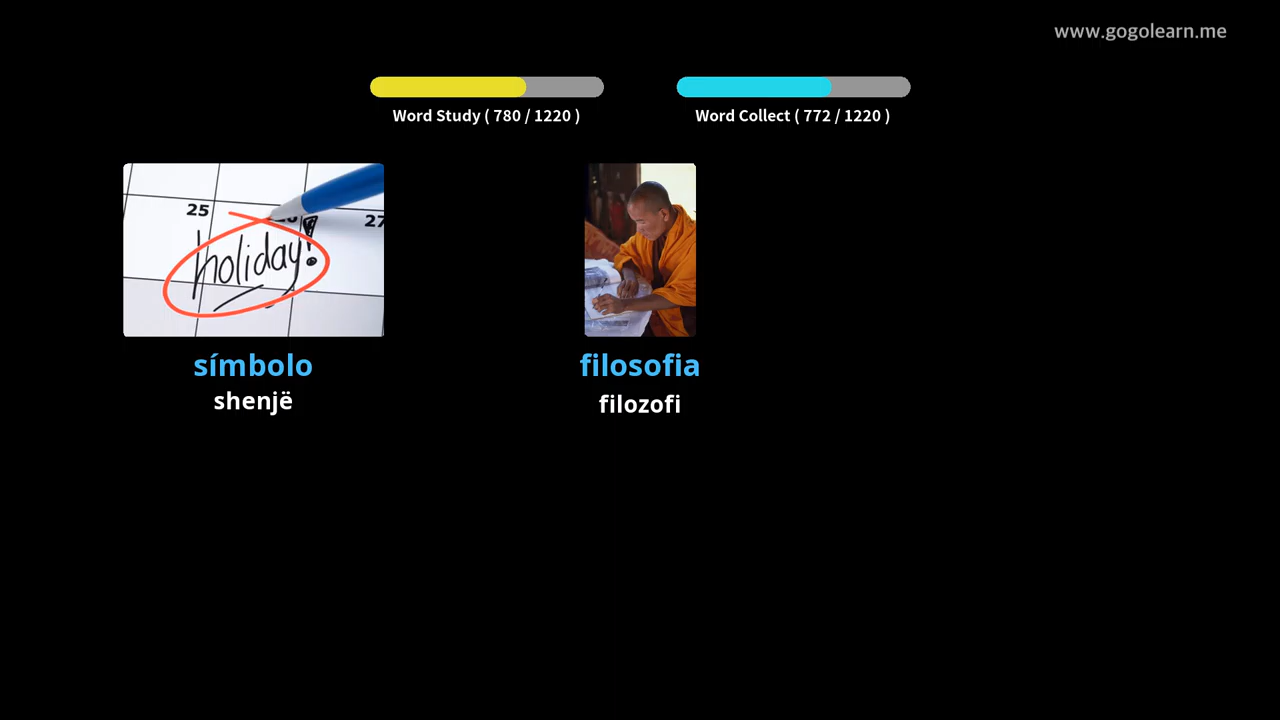 www.gogolearn.me
Word Study ( 780 / 1220 )
Word Collect ( 772 / 1220 )
25
27
holiday!
símbolo
shenjë
filosofia
filozofi